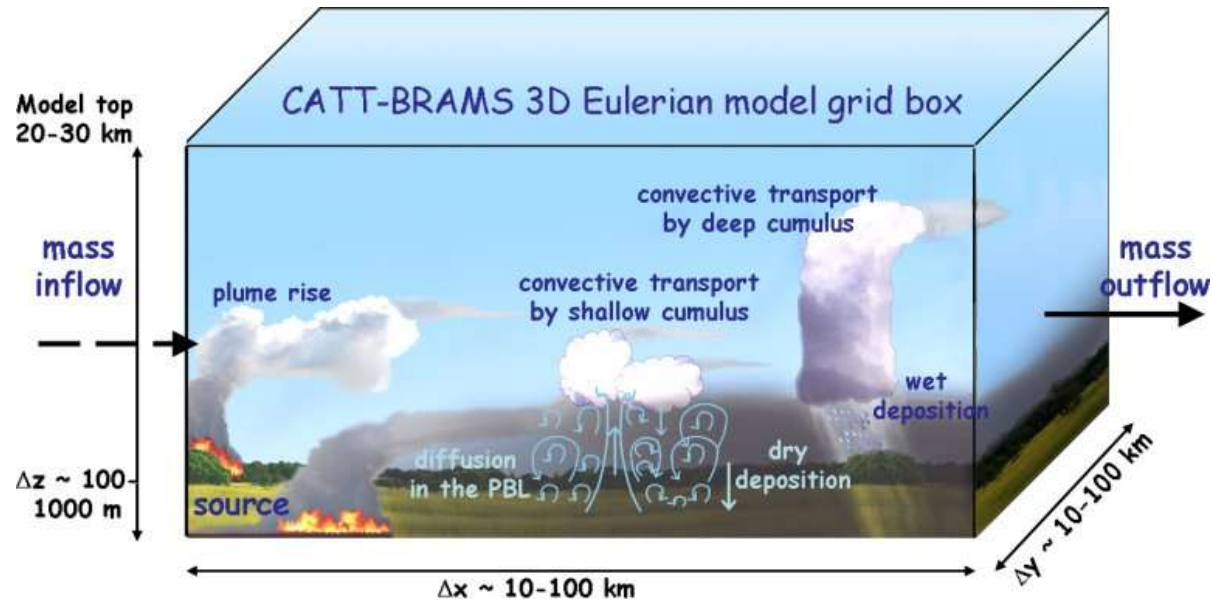 CATT-BRAMS 3D Eulerian model grid box
Model top
20-30 km
mass
inflow
plume rise
convective transport
by shallow cumulus
convective transport
by deep cumulus
mass
outflow
wet
deposition
diffusion
in the PBL
dry
deposition
source
Δz ~ 100-
1000 m
Δx ~ 10-100 km
Δy ~ 10-100 km